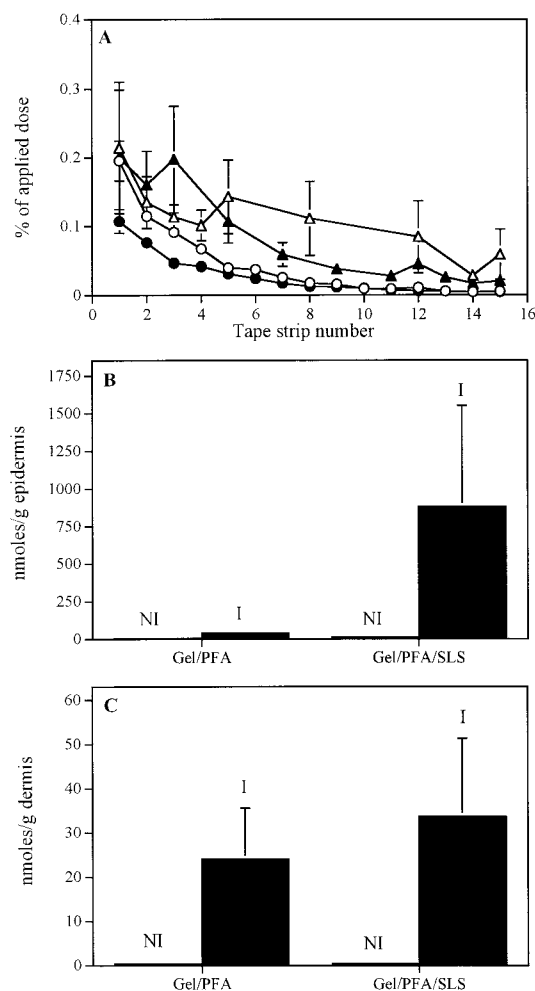 A
0.4
0.3
0.2
0.1
0
% of applied dose
0 2 4 6 8 10 12 14 16
Tape strip number
B
1750
1500
1250
1000
750
500
250
0
nmoles/g epidermis
NI
I
NI
I
Gel/PFA
Gel/PFA/SLS
C
60
50
40
30
20
10
0
nmoles/g dermis
NI
I
NI
I
Gel/PFA
Gel/PFA/SLS